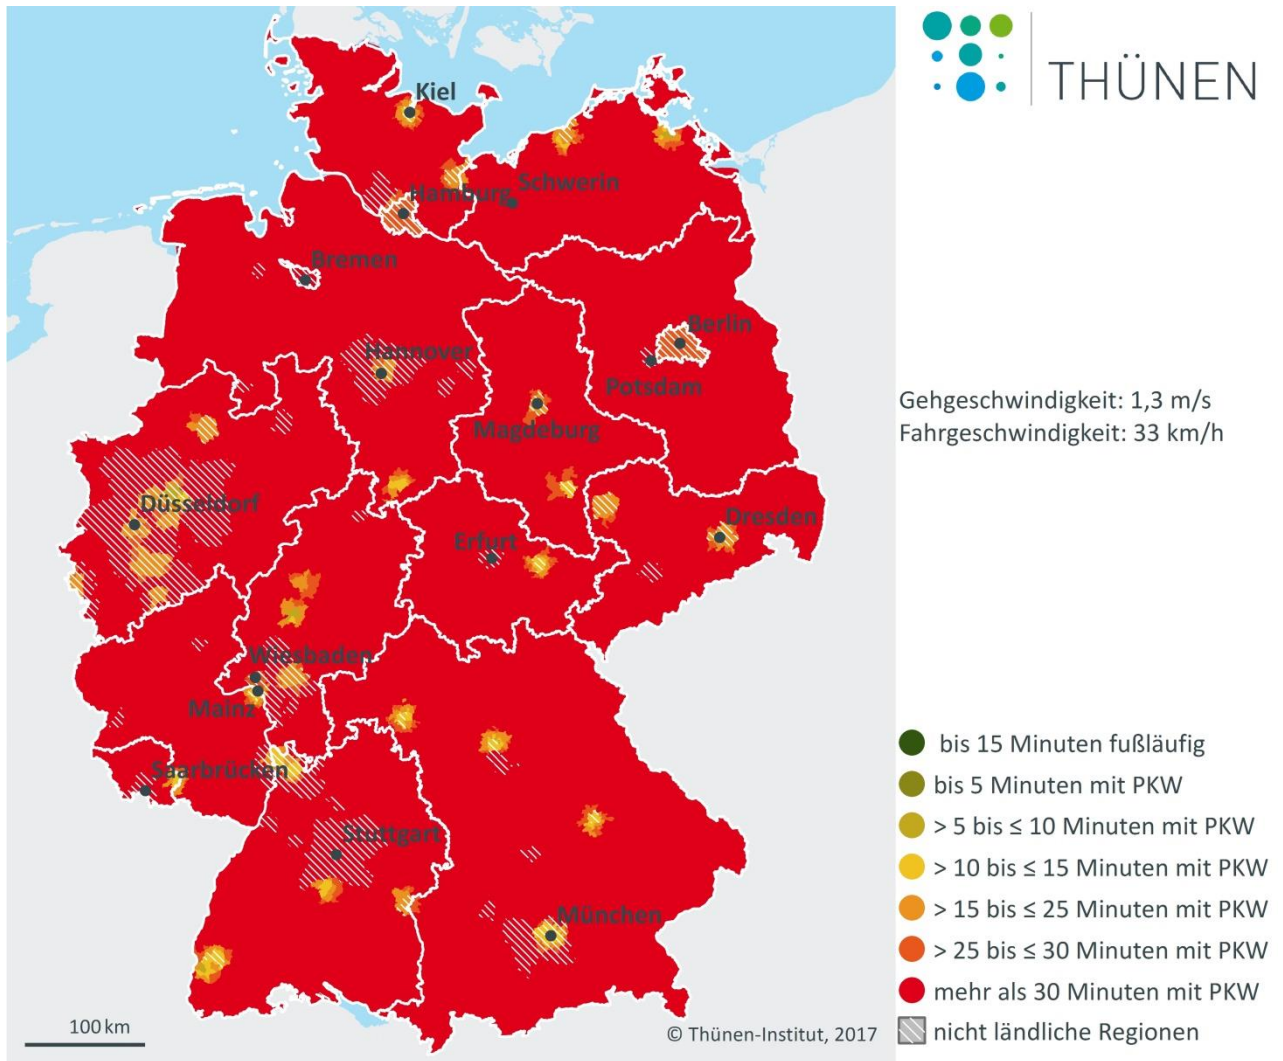 THÜNEN
Kiel
Schwerin
Hamburg
Bremen
Berlin
Hannover
Potsdam
Magdeburg
Düsseldorf
Dresden
Erfurt
Wiesbaden
Mainz
Saarbrücken
Stuttgart
München
Gehgeschwindigkeit: 1,3 m/s
Fahrgeschwindigkeit: 33 km/h
bis 15 Minuten fußläufig
bis 5 Minuten mit PKW
> 5 bis ≤ 10 Minuten mit PKW
> 10 bis ≤ 15 Minuten mit PKW
> 15 bis ≤ 25 Minuten mit PKW
> 25 bis ≤ 30 Minuten mit PKW
mehr als 30 Minuten mit PKW
nicht ländliche Regionen
100 km
© Thünen-Institut, 2017